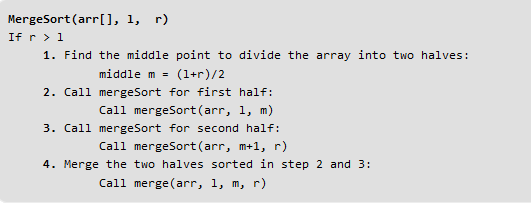 MergeSort(arr[], l, r)
If r > l
1. Find the middle point to divide the array into two halves:
middle m = (l+r)/2
2. Call mergeSort for first half:
Call mergeSort(arr, l, m)
3. Call mergeSort for second half:
Call mergeSort(arr, m+1, r)
4. Merge the two halves sorted in step 2 and 3:
Call merge(arr, l, m, r)